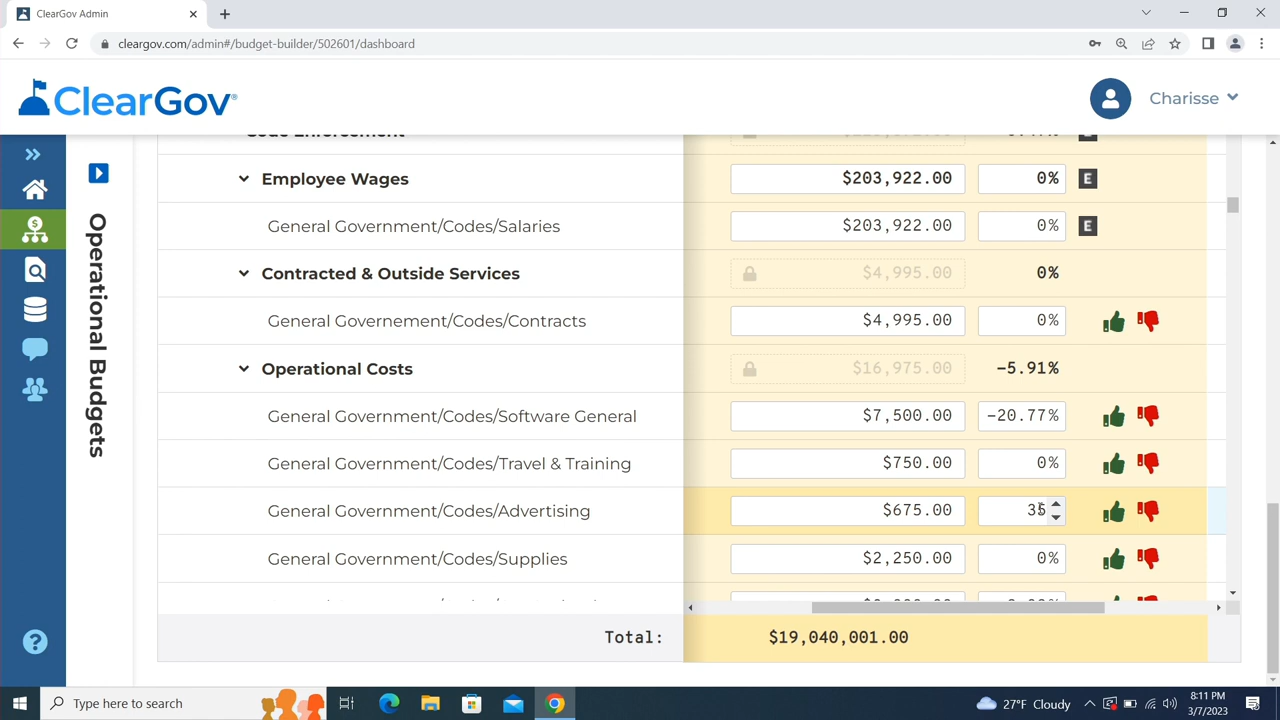 ClearGov Admin
cleargov.com/admin#/budget-builder/502601/dashboard
ClearGov®
Charisse
Operational Budgets
Code Enforcement
Employee Wages $203,922.00 0% E
General Government/Codes/Salaries $203,922.00 0% E
Contracted & Outside Services $4,995.00 0%
General Governement/Codes/Contracts $4,995.00 0%
Operational Costs $16,975.00 -5.91%
General Government/Codes/Software General $7,500.00 -20.77%
General Government/Codes/Travel & Training $750.00 0%
General Government/Codes/Advertising $675.00 35
General Government/Codes/Supplies $2,250.00 0%
Total: $19,040,001.00
Type here to search
27°F Cloudy
8:11 PM
3/7/2023